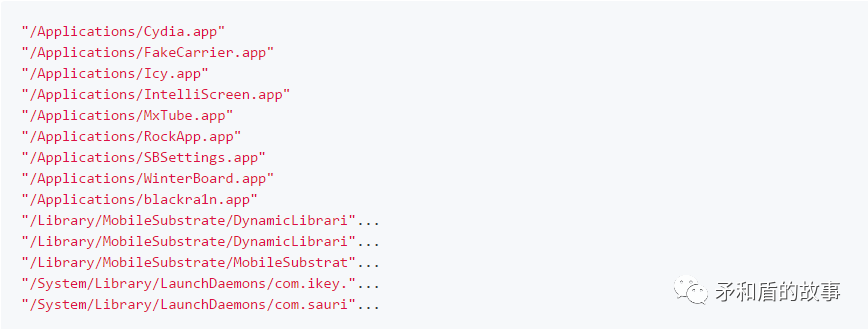 "/Applications/Cydia.app"
"/Applications/FakeCarrier.app"
"/Applications/Icy.app"
"/Applications/IntelliScreen.app"
"/Applications/MxTube.app"
"/Applications/RockApp.app"
"/Applications/SBSettings.app"
"/Applications/WinterBoard.app"
"/Applications/blackra1n.app"
"/Library/MobileSubstrate/DynamicLibrari"...
"/Library/MobileSubstrate/DynamicLibrari"...
"/Library/MobileSubstrate/MobileSubstrat"...
"/System/Library/LaunchDaemons/com.ikey."...
"/System/Library/LaunchDaemons/com.sauri"...
矛和盾的故事